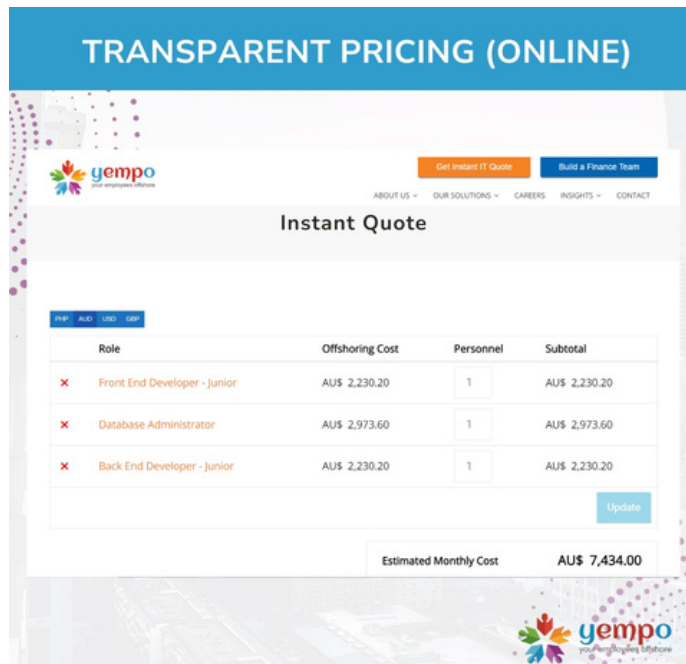 TRANSPARENT PRICING (ONLINE)
yempo
your employees offshore
Get Instant IT Quote Build a Finance Team
ABOUT US OUR SOLUTIONS CAREERS INSIGHTS CONTACT
Instant Quote
PHP AUD USD GBP
Role Offshoring Cost Personnel Subtotal
× Front End Developer - Junior AU$ 2,230.20 1 AU$ 2,230.20
× Database Administrator AU$ 2,973.60 1 AU$ 2,973.60
× Back End Developer - Junior AU$ 2,230.20 1 AU$ 2,230.20
Update
Estimated Monthly Cost AU$ 7,434.00
yempo
your employees offshore